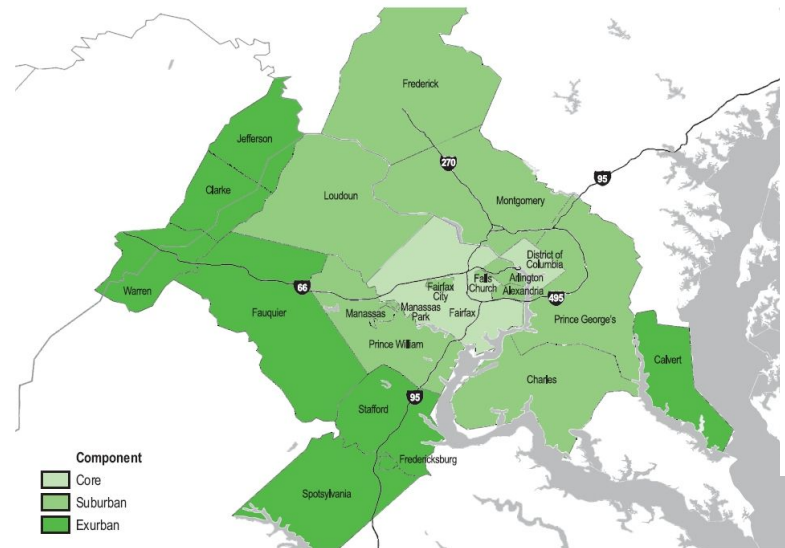 Frederick
Jefferson
270
95
Clarke
Loudoun
Montgomery
District of
Columbia
Falls
Church
Arlington
Alexandria
Warren
66
Fairfax
City
495
Fauquier
Manassas
Manassas
Park
Fairfax
Prince George's
Prince William
Calvert
Charles
95
Stafford
Fredericksburg
Spotsylvania
Component
Core
Suburban
Exurban